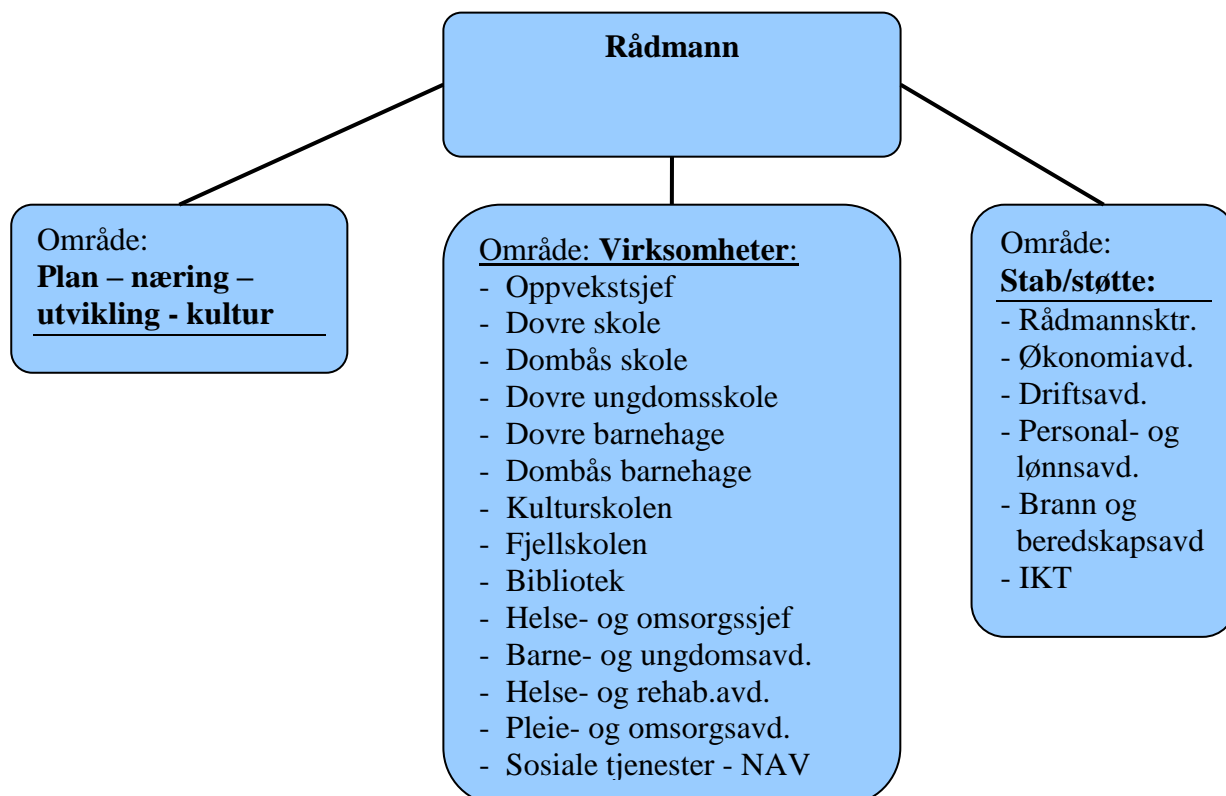 Rådmann
Område:
Plan – næring –
utvikling - kultur
Område: Virksomheter:
- Oppvekstsjef
- Dovre skole
- Dombås skole
- Dovre ungdomsskole
- Dovre barnehage
- Dombås barnehage
- Kulturskolen
- Fjellskolen
- Bibliotek
- Helse- og omsorgssjef
- Barne- og ungdomsavd.
- Helse- og rehab.avd.
- Pleie- og omsorgsavd.
- Sosiale tjenester - NAV
Område:
Stab/støtte:
- Rådmannsktr.
- Økonomiavd.
- Driftsavd.
- Personal- og
lønnsavd.
- Brann og
beredskapsavd
- IKT